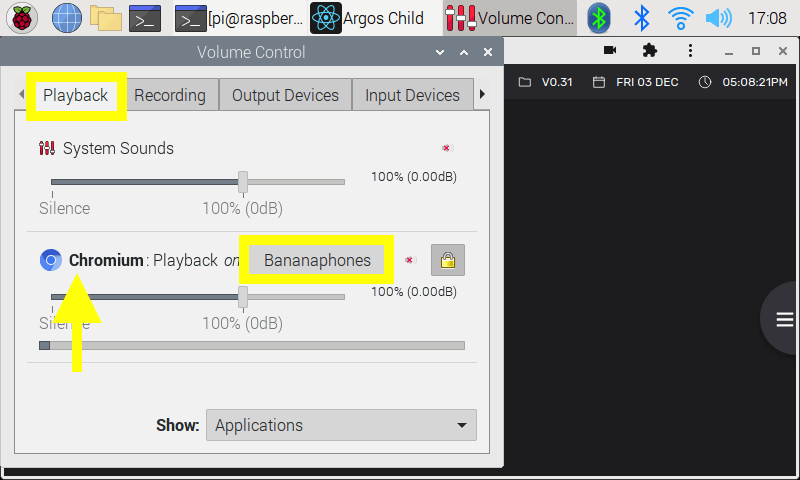 [pi@raspber...
Argos Child
Volume Con...
17:08
Volume Control
Playback
Recording
Output Devices
Input Devices
V0.31
FRI 03 DEC
05:08:21PM
System Sounds
100% (0.00dB)
Silence
100% (0dB)
Chromium: Playback on
Bananaphones
100% (0.00dB)
Silence
100% (0dB)
Show:
Applications